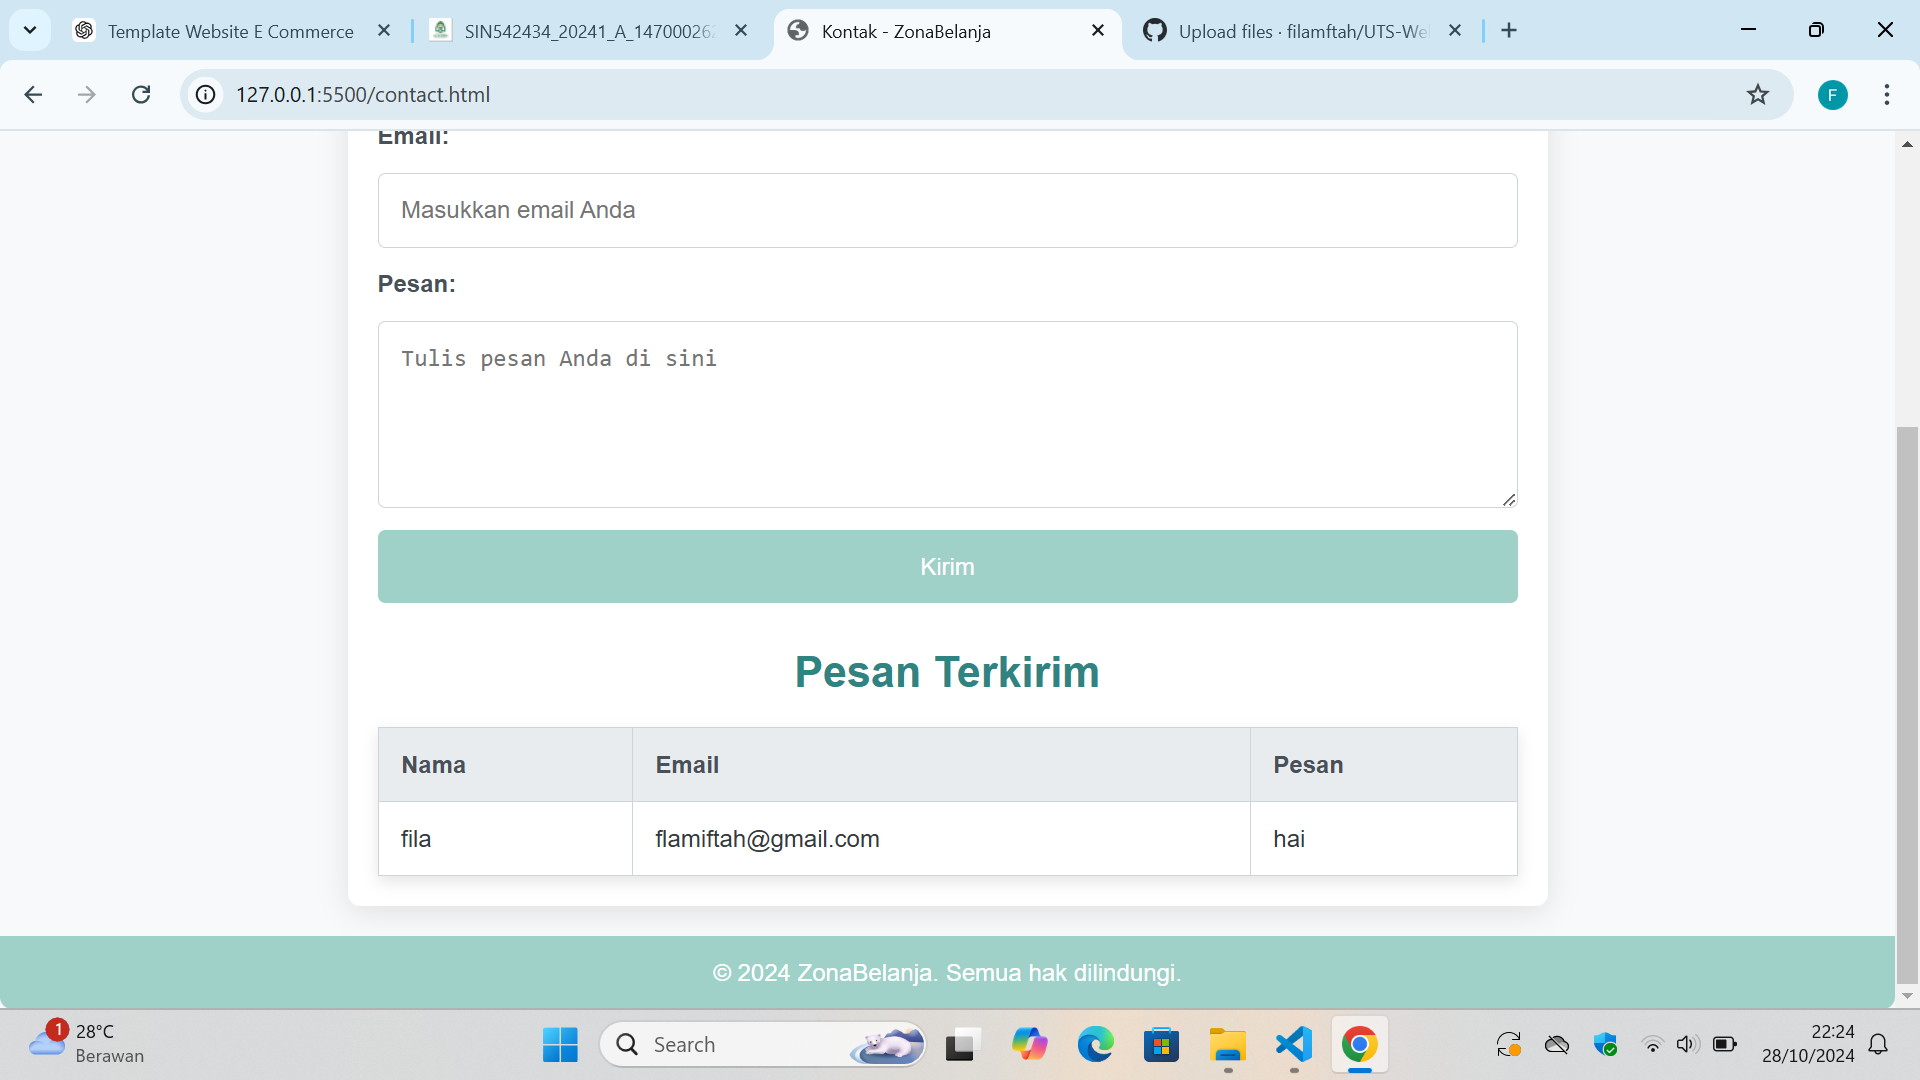 Template Website E Commerce
SIN542434_20241_A_14700026
Kontak - ZonaBelanja
Upload files · filamftah/UTS-We
127.0.0.1:5500/contact.html
F
Email:
Masukkan email Anda
Pesan:
Tulis pesan Anda di sini
Kirim
Pesan Terkirim
Nama Email Pesan
fila flamiftah@gmail.com hai
© 2024 ZonaBelanja. Semua hak dilindungi.
1
28°C
Berawan
Search
22:24
28/10/2024